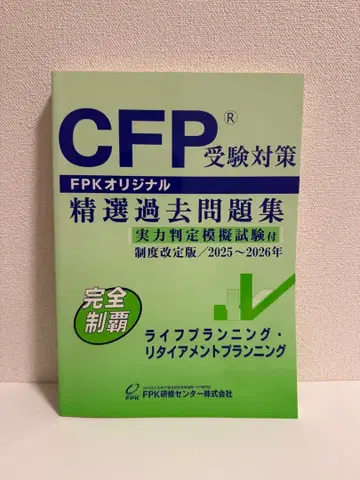 CFP®
受験対策
FPKオリジナル
精選過去問題集
実力判定模擬試験付
制度改定版/2025~2026年
完全
制覇
ライフプランニング・
リタイアメントプランニング
FPK
FPK研修センター株式会社